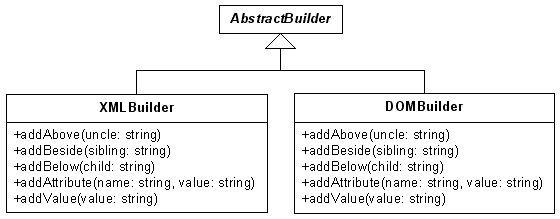 AbstractBuilder
XMLBuilder
+addAbove(uncle: string)
+addBeside(sibling: string)
+addBelow(child: string)
+addAttribute(name: string, value: string)
+addValue(value: string)
DOMBuilder
+addAbove(uncle: string)
+addBeside(sibling: string)
+addBelow(child: string)
+addAttribute(name: string, value: string)
+addValue(value: string)